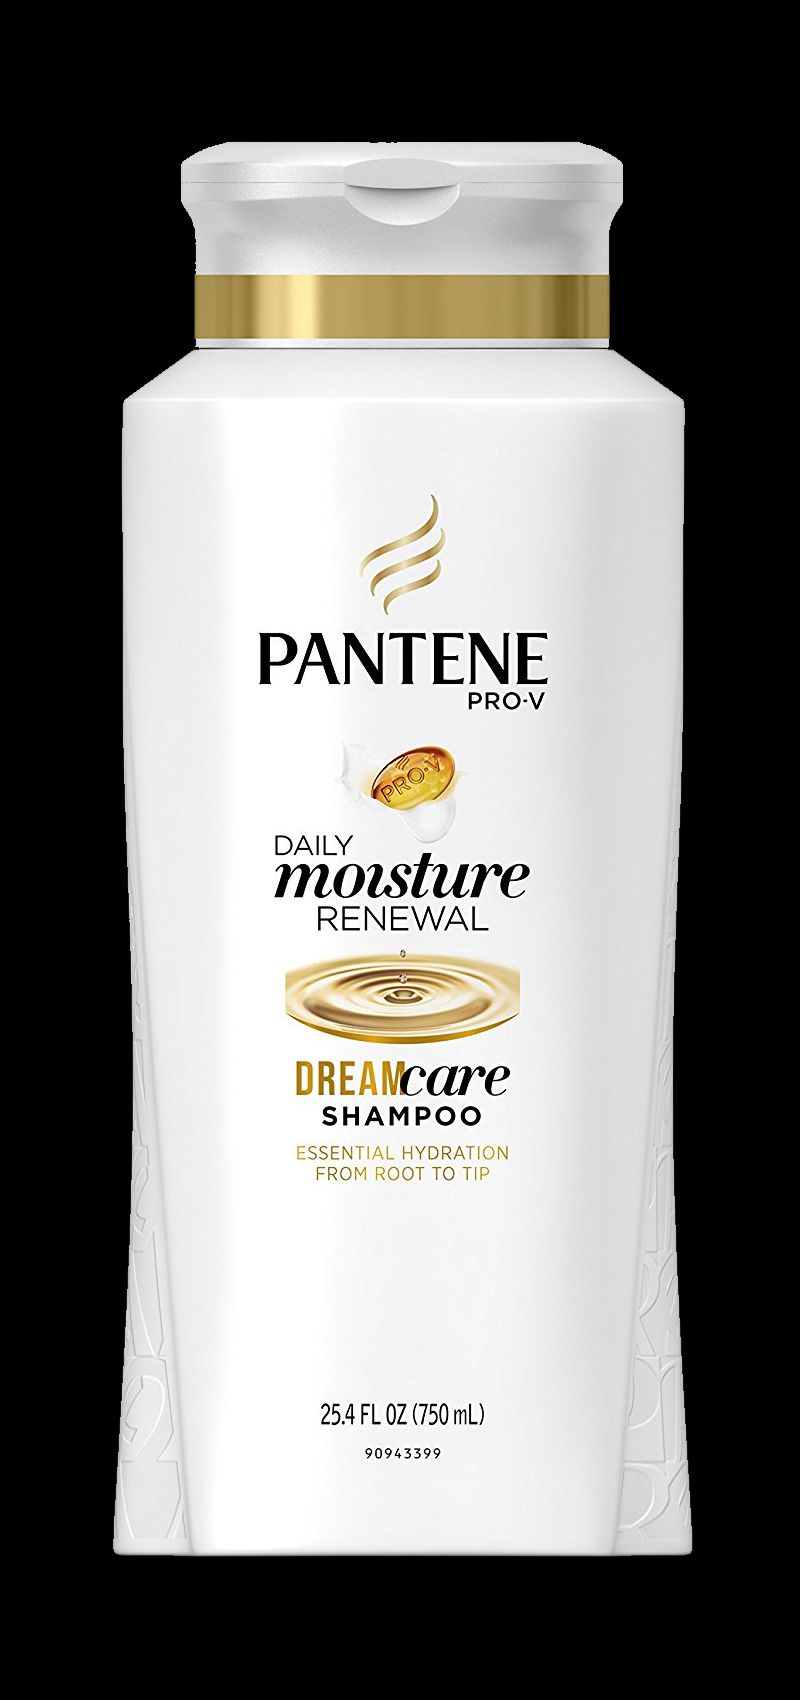 PANTENE
PRO-V
PRO-V
DAILY
moisture
RENEWAL
DREAMcare
SHAMPOO
ESSENTIAL HYDRATION
FROM ROOT TO TIP
25.4 FL OZ (750 mL)
90943399